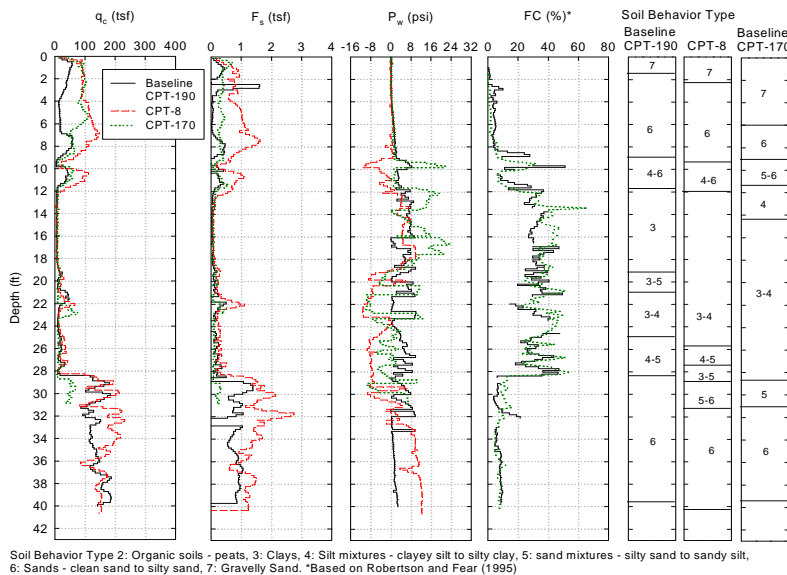 q_c (tsf)
F_s (tsf)
P_w (psi)
FC (%)*
Soil Behavior Type
Baseline CPT-190
CPT-8
Baseline CPT-170
0 100 200 300 400
0 1 2 3 4
-16 -8 0 8 16 24 32
0 20 40 60 80
Depth (ft)
0
2
4
6
8
10
12
14
16
18
20
22
24
26
28
30
32
34
36
38
40
42
Baseline
CPT-190
CPT-8
CPT-170
7
6
4-6
3
3-5
3-4
4-5
6
7
6
4-6
3-4
4-5
3-5
5-6
6
7
6
5-6
4
3-4
5
6
Soil Behavior Type 2: Organic soils - peats, 3: Clays, 4: Silt mixtures - clayey silt to silty clay, 5: sand mixtures - silty sand to sandy silt,
6: Sands - clean sand to silty sand, 7: Gravelly Sand. *Based on Robertson and Fear (1995)